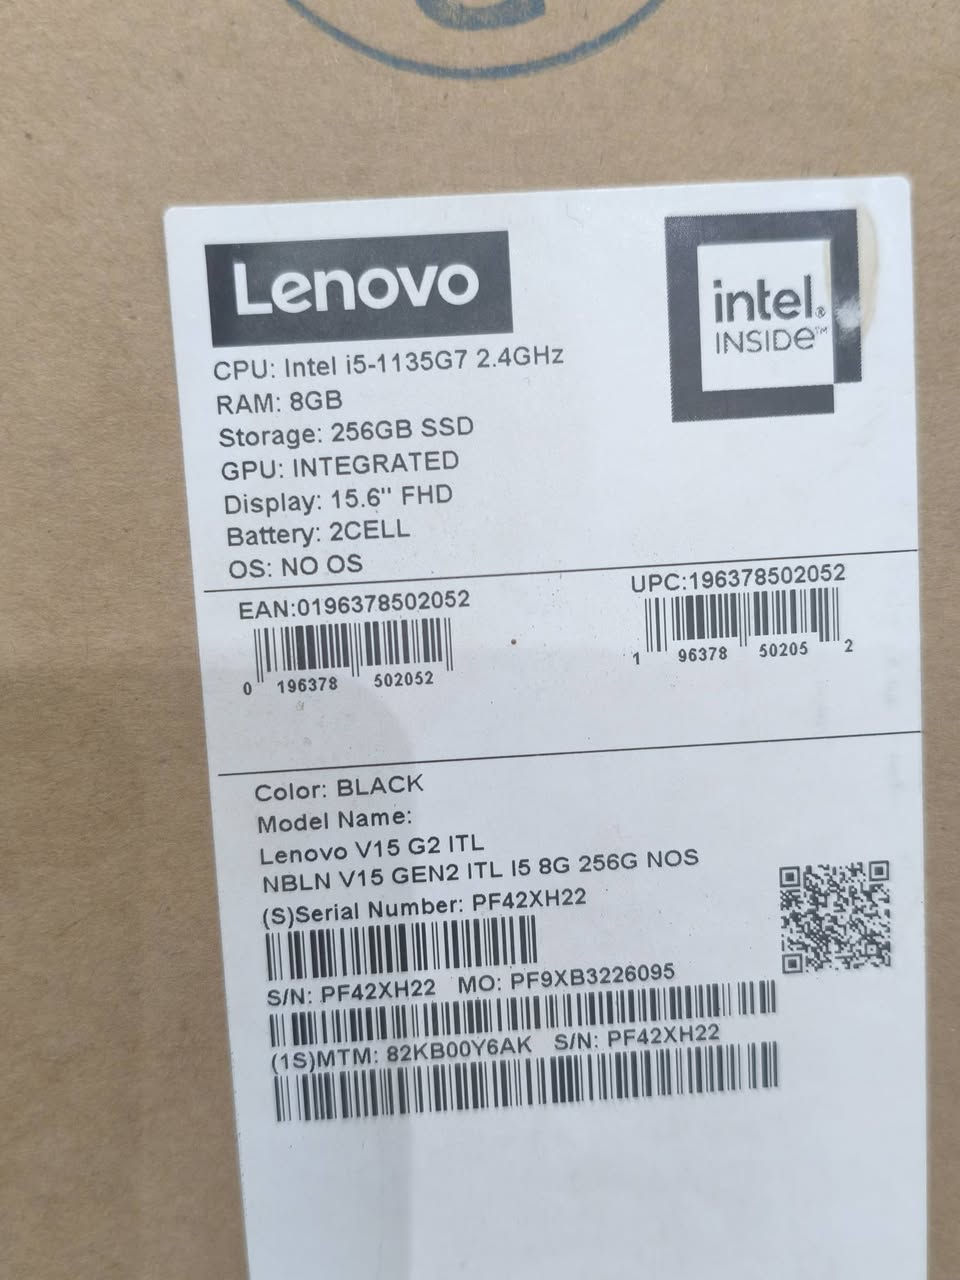 Lenovo
intel®
INSIDE™
CPU: Intel i5-1135G7 2.4GHz
RAM: 8GB
Storage: 256GB SSD
GPU: INTEGRATED
Display: 15.6" FHD
Battery: 2CELL
OS: NO OS
EAN:0196378502052
0 196378 502052
UPC:196378502052
1 96378 50205 2
Color: BLACK
Model Name:
Lenovo V15 G2 ITL
NBLN V15 GEN2 ITL I5 8G 256G NOS
(S)Serial Number: PF42XH22
S/N: PF42XH22 MO: PF9XB3226095
(1S)MTM: 82KB00Y6AK S/N: PF42XH22